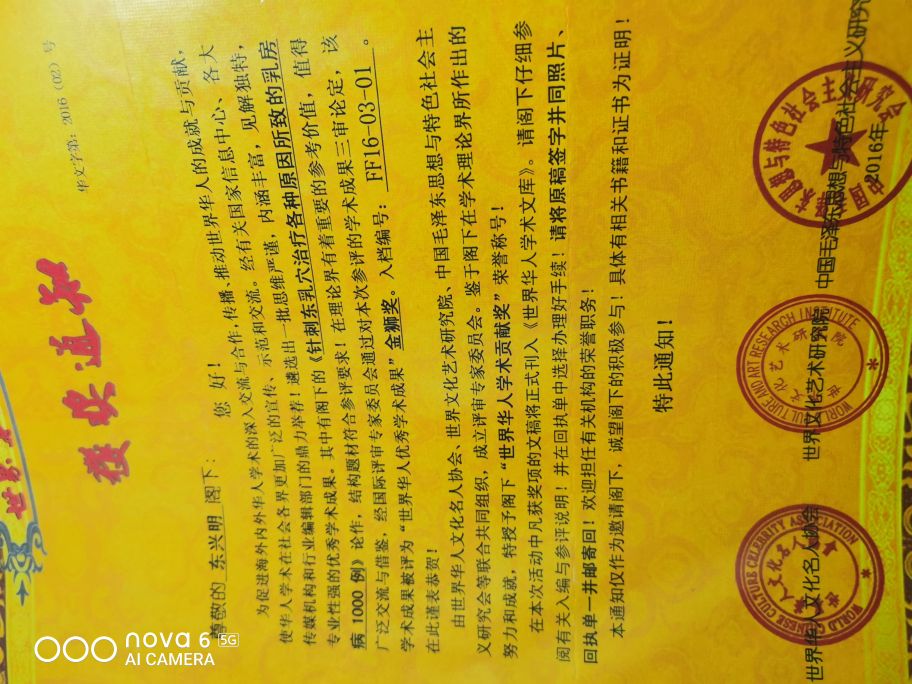 世界
獲奖通知
华文字第：2016（02）号
尊敬的 东兴明 阁下：
您 好！
为促进海内外华人学术的深入交流与合作，传播、推动世界华人的成就与贡献，
使华人学术在社会各界更加广泛的宣传、示范和交流。经有关国家信息中心、各大
传媒机构和行业编辑部门的鼎力举荐！遴选出一批思维严谨，内涵丰富，见解独特，
专业性强的优秀学术成果。其中有阁下的《针刺东乳穴治疗各种原因所致的乳房
病 1000 例》论作，结构题材符合参评要求！在理论界有着重要的参考价值，值得
广泛交流与借鉴，经国际评审专家委员会通过对本次参评的学术成果三审论定，该
学术成果被评为“世界华人优秀学术成果”金狮奖。入档编号： FF16-03-01 。
在此谨表恭贺！
由世界华人文化名人协会 世界文化艺术研究院、中国毛泽东思想与特色社会主
义研究会等联合共同组织，成立评审专家委员会。鉴于阁下在学术理论界所作出的
努力和成就，特授予阁下“世界华人学术贡献奖”荣誉称号！
在本次活动中凡获奖项的文稿将正式刊入《世界华人学术文库》。请阁下仔细参
阅有关入编与参评说明！并在回执单中选择办理好手续！请将原稿签字并同照片、
回执单一并邮寄回！欢迎担任有关机构的荣誉职务！
本通知仅作为邀请阁下，诚望阁下的积极参与！具体有相关书籍和证书为证明！
特此通知！
世界华人文化名人协会 世界文化艺术研究院 中国毛泽东思想与特色社会主义研究
2016年
WORLD CHINESE CULTURE CELEBRITY ASSOCIATION
WORLD CULTURE AND ART RESEARCH INSTITUTE
nova 6 5G
AI CAMERA